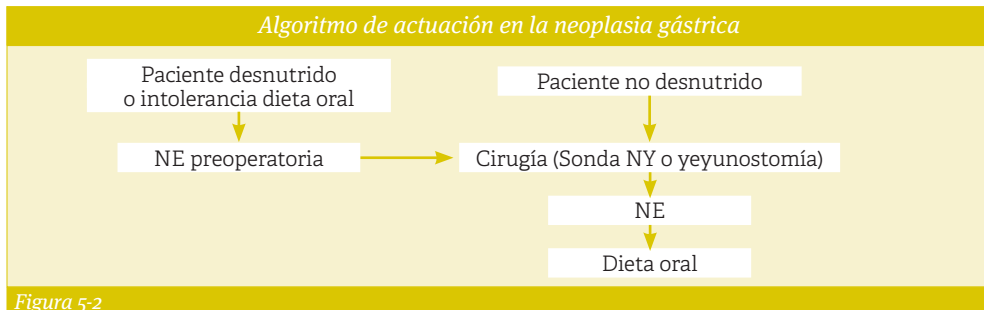 Algoritmo de actuación en la neoplasia gástrica
Paciente desnutrido
o intolerancia dieta oral
Paciente no desnutrido
NE preoperatoria
Cirugía (Sonda NY o yeyunostomía)
NE
Dieta oral
Figura 5-2